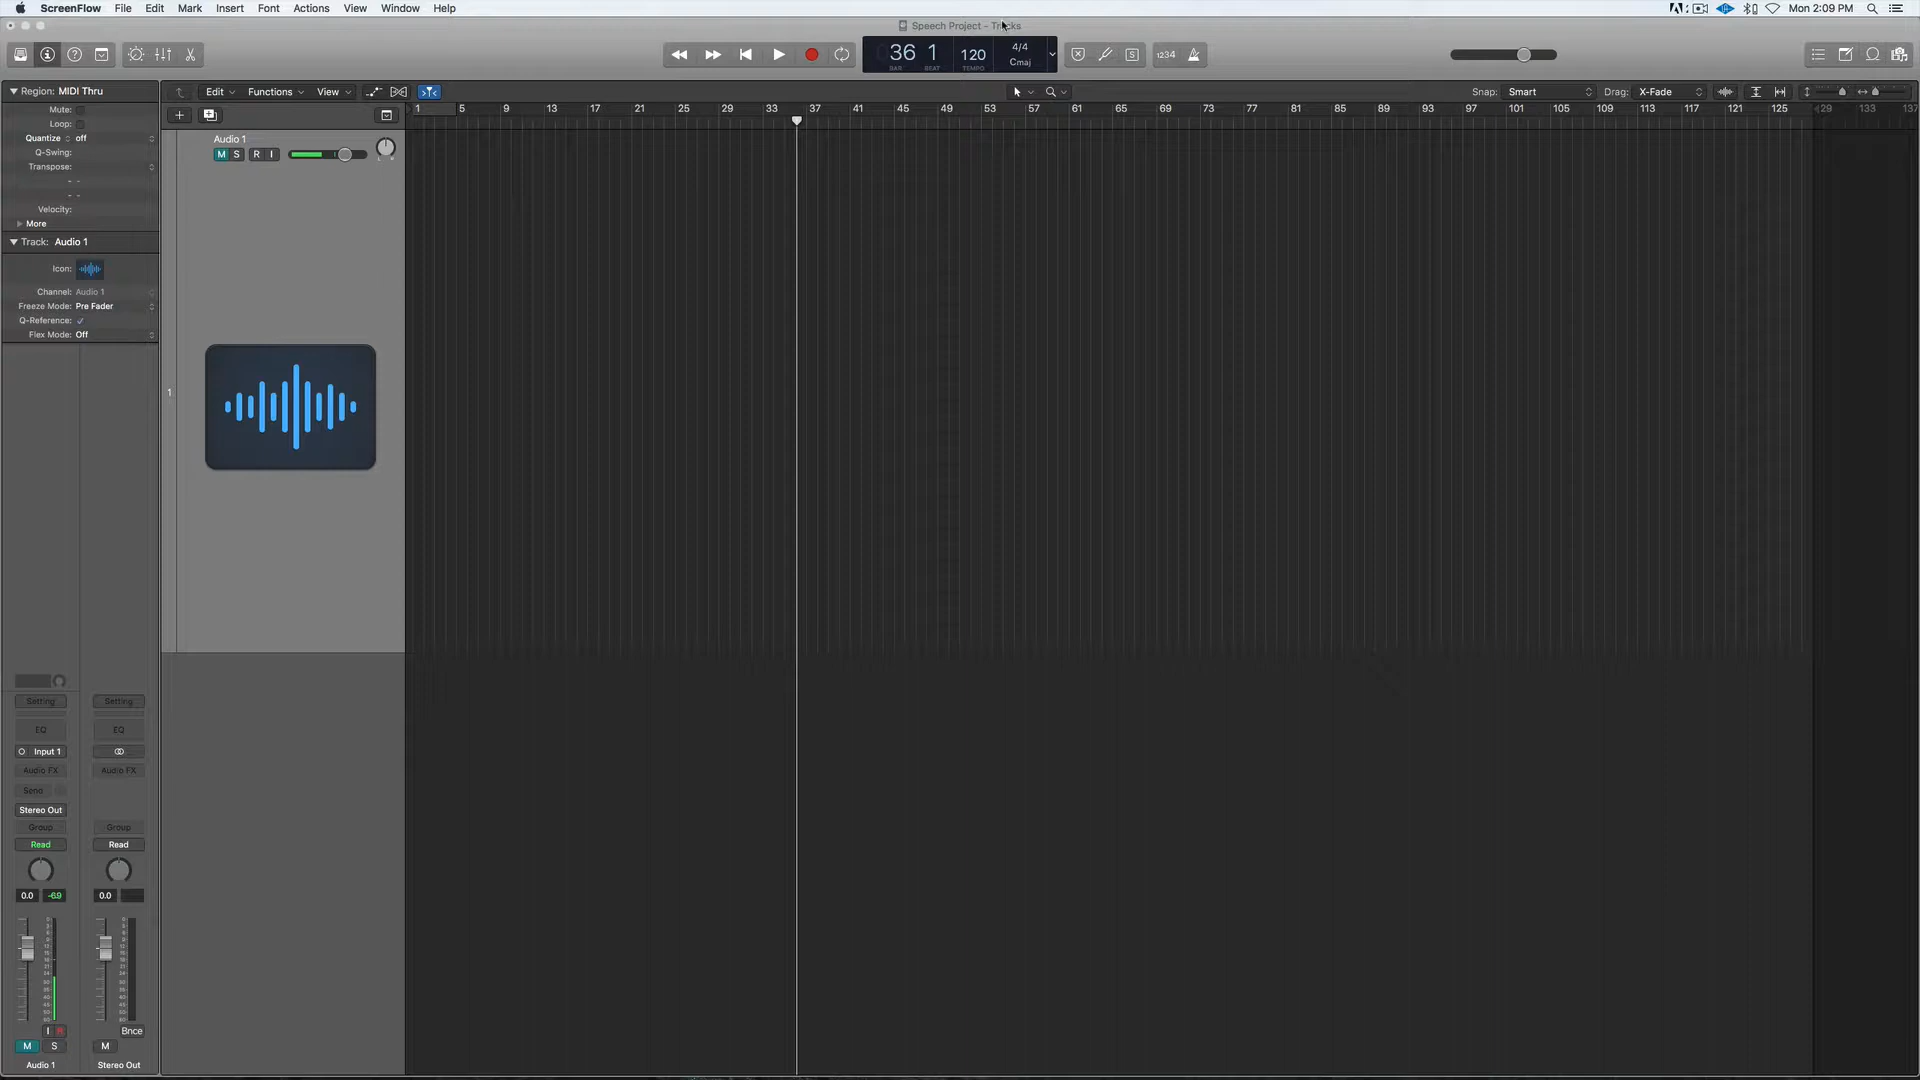 ScreenFlow File Edit Mark Insert Font Actions View Window Help Mon 2:09 PM
Speech Project - Tracks
36 1 120 4/4 Cmaj
BAR BEAT TEMPO
S 1234
Region: MIDI Thru
Edit Functions View Snap: Smart Drag: X-Fade
1 5 9 13 17 21 25 29 33 37 41 45 49 53 57 61 65 69 73 77 81 85 89 93 97 101 105 109 113 117 121 125 129 133 137
Mute:
Loop:
Quantize off
Q-Swing:
Transpose:
- -
- -
Velocity:
More
Track: Audio 1
Icon:
Channel: Audio 1
Freeze Mode: Pre Fader
Q-Reference:
Flex Mode: Off
Audio 1
M S R I
1
Setting Setting
EQ EQ
Input 1
Audio FX Audio FX
Send
Stereo Out
Group Group
Read Read
0.0 -6.9 0.0
I R Bnce
M S M
Audio 1 Stereo Out